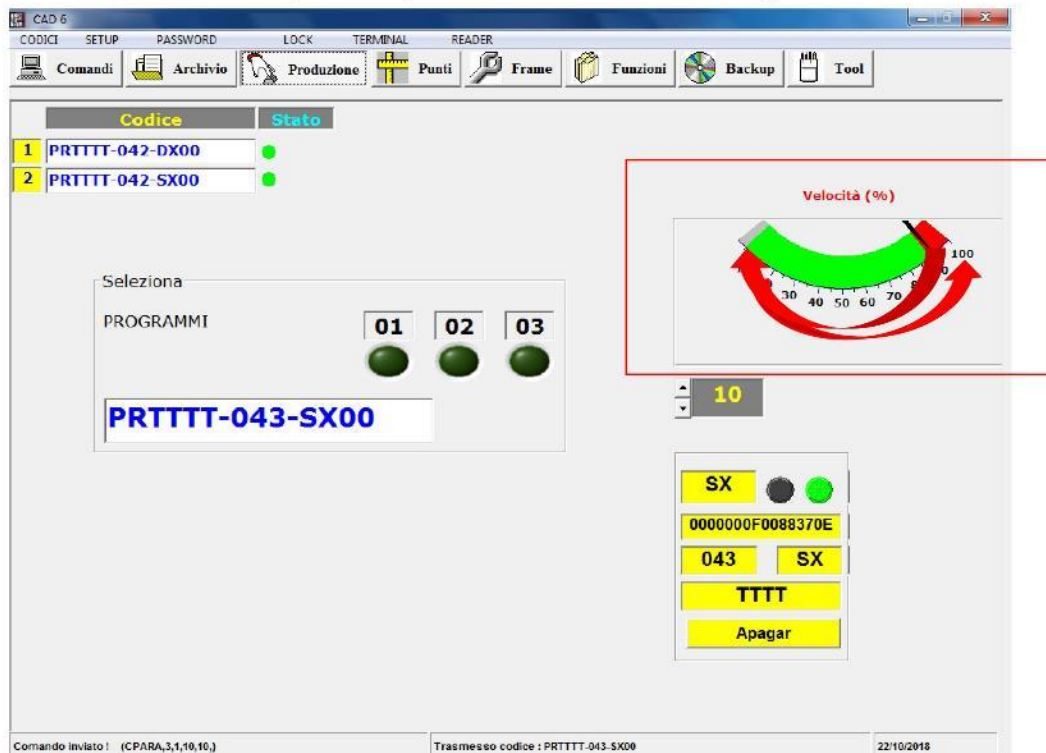 CAD 6
CODICI SETUP PASSWORD LOCK TERMINAL READER
Comandi Archivio Produzione Punti Frame Funzioni Backup Tool
Codice Stato
1 PRTTTT-042-DX00
2 PRTTTT-042-SX00
Velocità (%)
30 40 50 60 70 100
Seleziona
PROGRAMMI 01 02 03
PRTTTT-043-SX00
10
SX
0000000F0088370E
043 SX
TTTT
Apagar
Comando inviato ! (CPARA,3,1,10,10,) Trasmesso codice : PRTTTT-043-SX00 22/10/2018